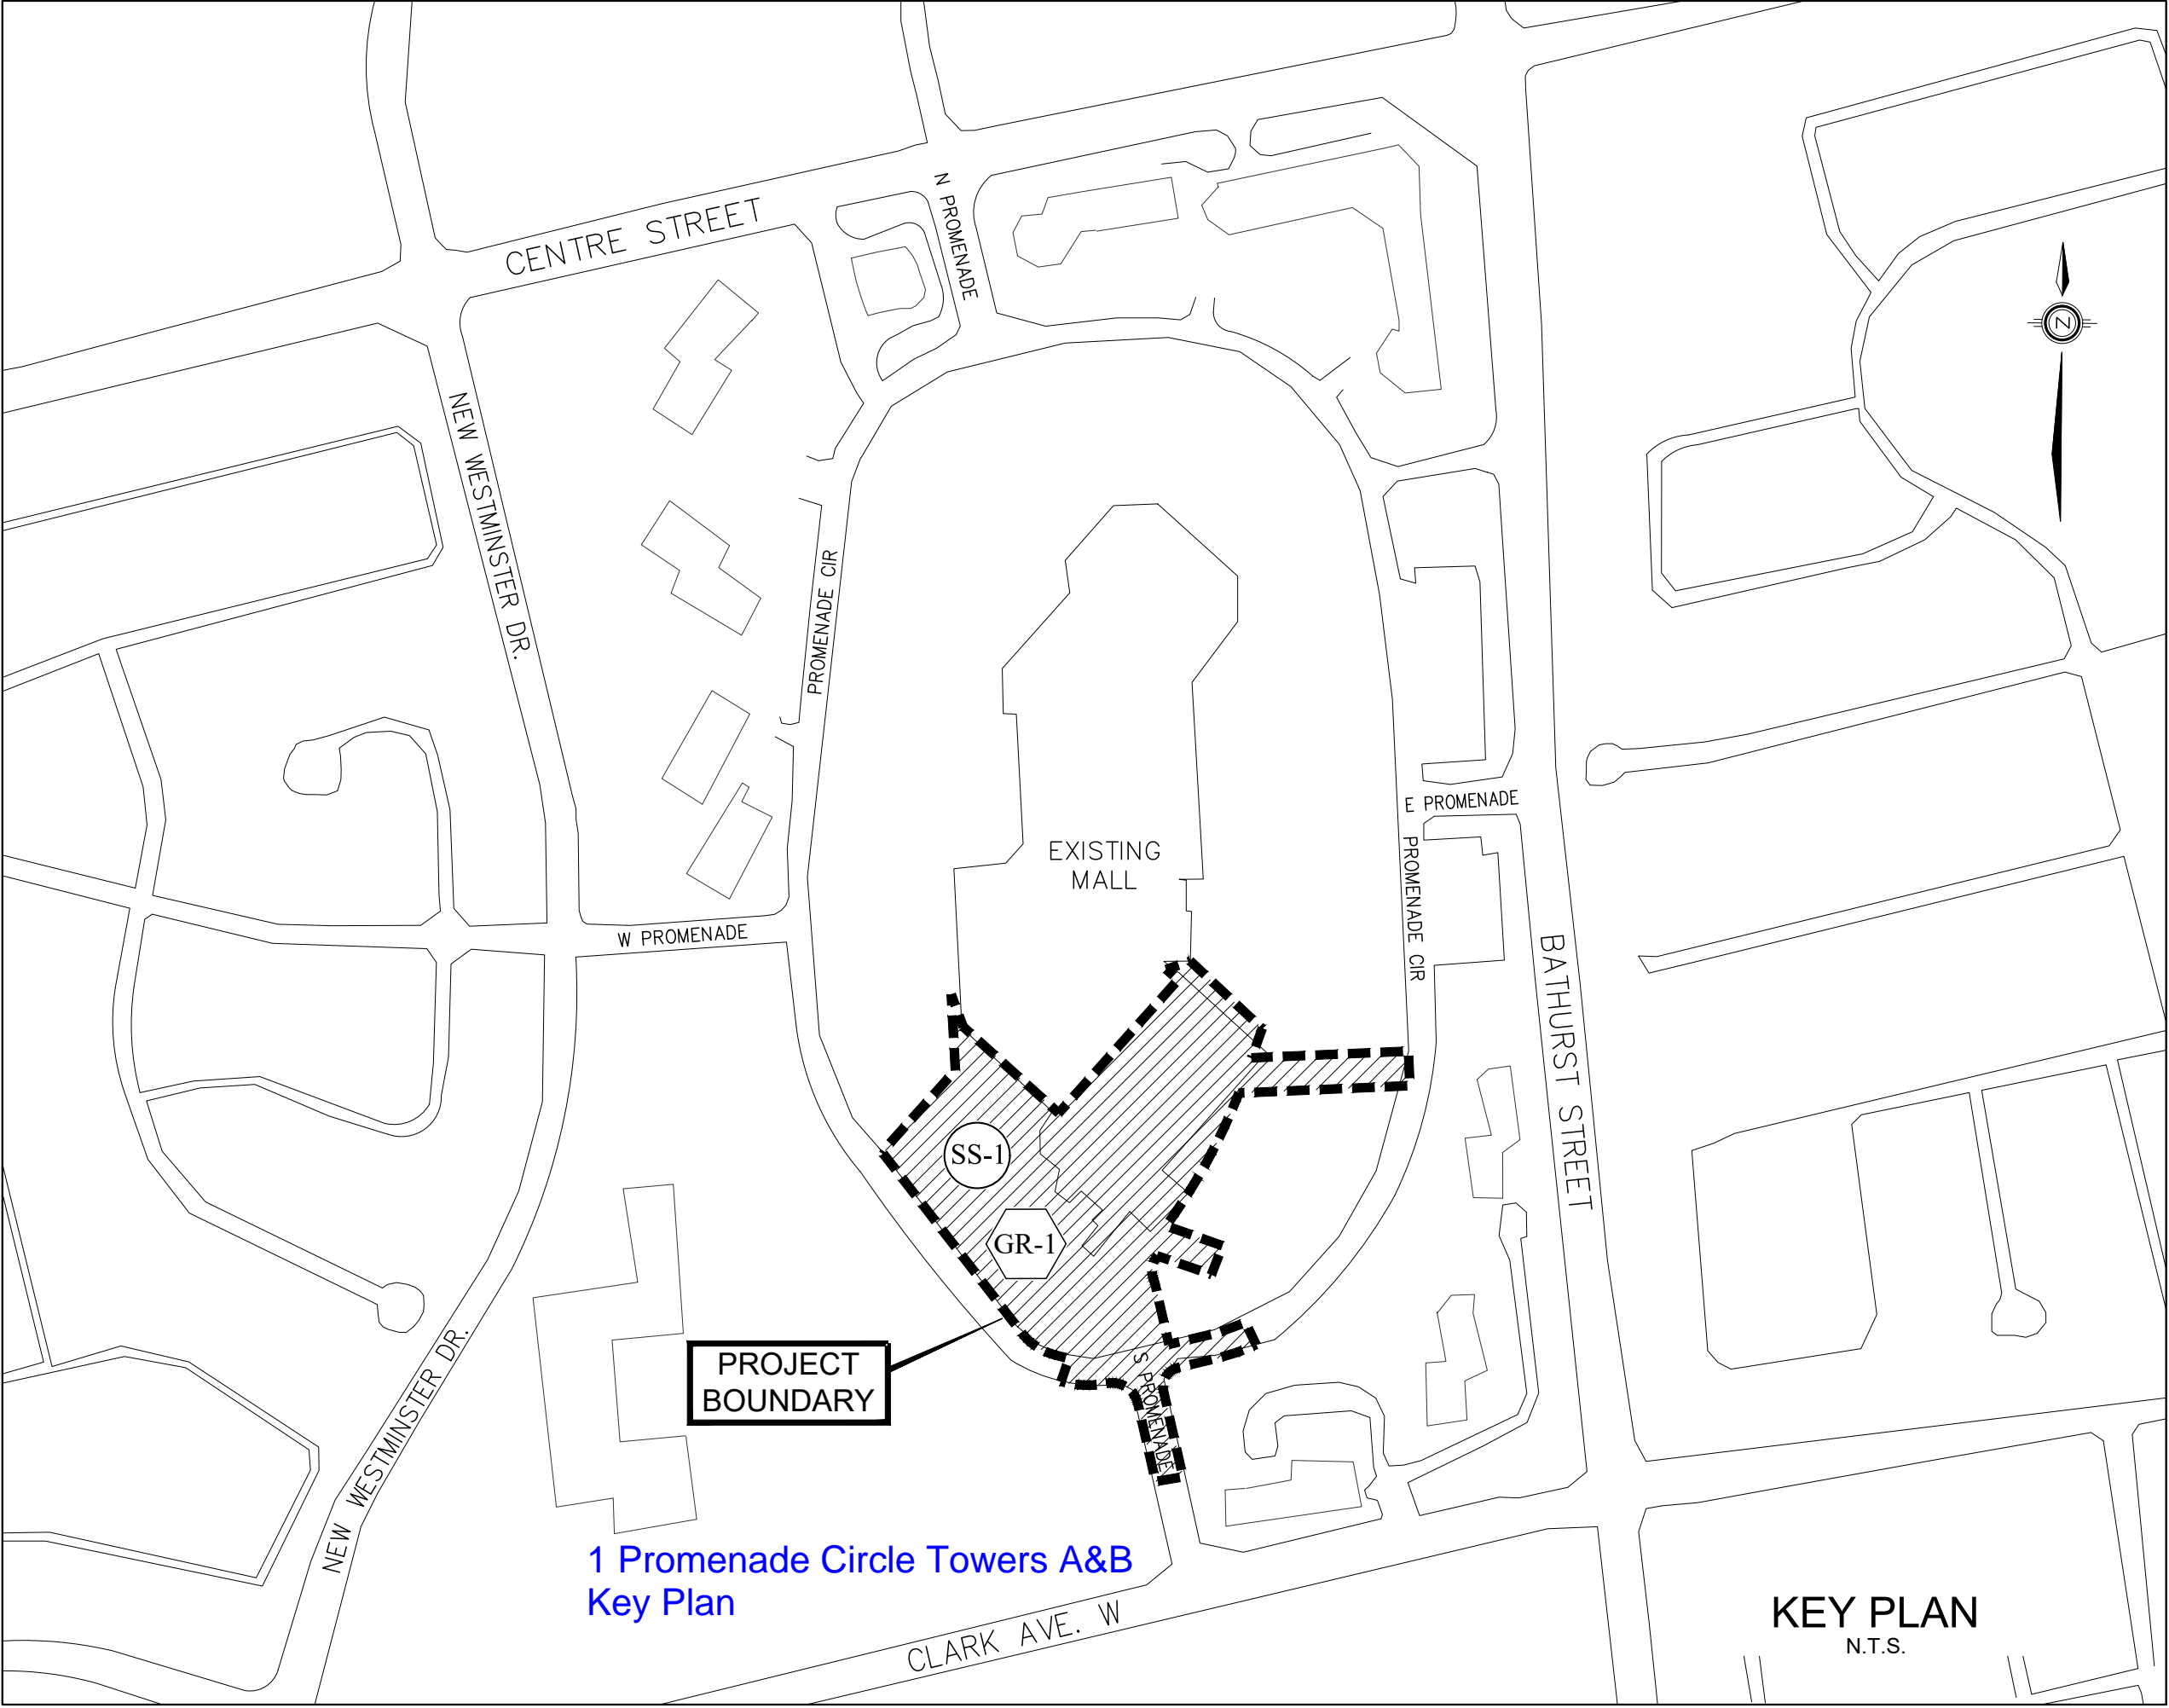 CENTRE STREET
N PROMENADE
NEW WESTMINSTER DR.
PROMENADE CIR
N
E PROMENADE
EXISTING
MALL
PROMENADE CIR
W PROMENADE
BATHURST STREET
SS-1
GR-1
PROJECT
BOUNDARY
S PROMENADE
NEW WESTMINSTER DR.
1 Promenade Circle Towers A&B
Key Plan
CLARK AVE. W
KEY PLAN
N.T.S.